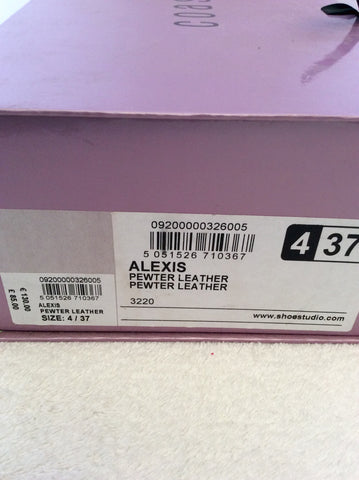 coas
09200000326005
5 051526 710367
4 37
ALEXIS
PEWTER LEATHER
PEWTER LEATHER
3220
www.shoestudio.com
09200000326005
5 051526 710367
ALEXIS
PEWTER LEATHER
SIZE: 4 / 37
€ 130.00
£ 85.00